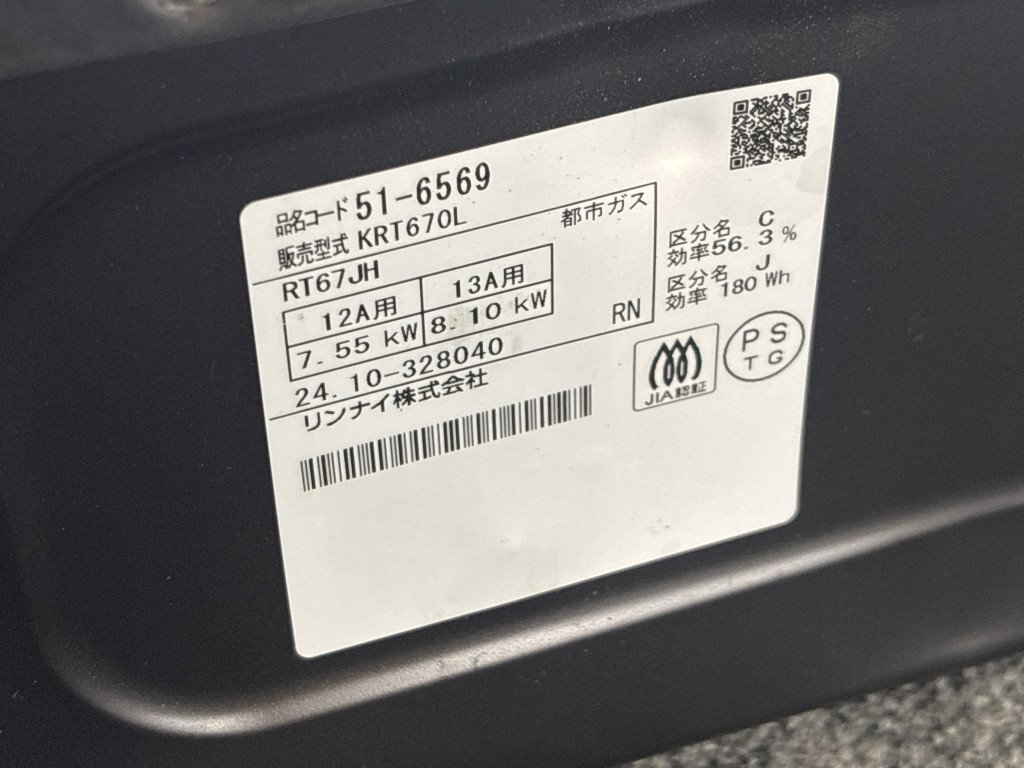 品名コード 51-6569
販売型式 KRT670L
都市ガス
RT67JH
12A用 13A用
7.55 kW 8.10 kW
RN
24.10-328040
リンナイ株式会社
区分名 C
効率56.3 %
区分名 J
効率 180 Wh
JIA認証
PS
TG